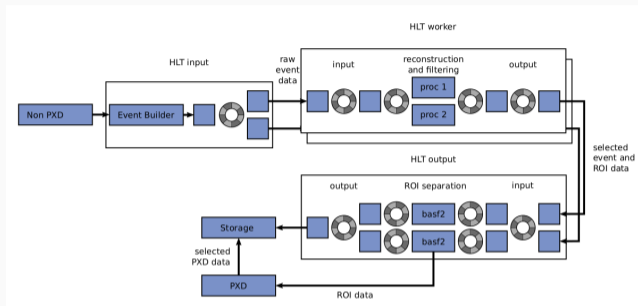 HLT worker
HLT input
raw
event
data
input
reconstruction
and filtering
output
proc 1
proc 2
Non PXD
Event Builder
selected
event and
ROI data
HLT output
output
ROI separation
input
basf2
basf2
Storage
selected
PXD data
PXD
ROI data